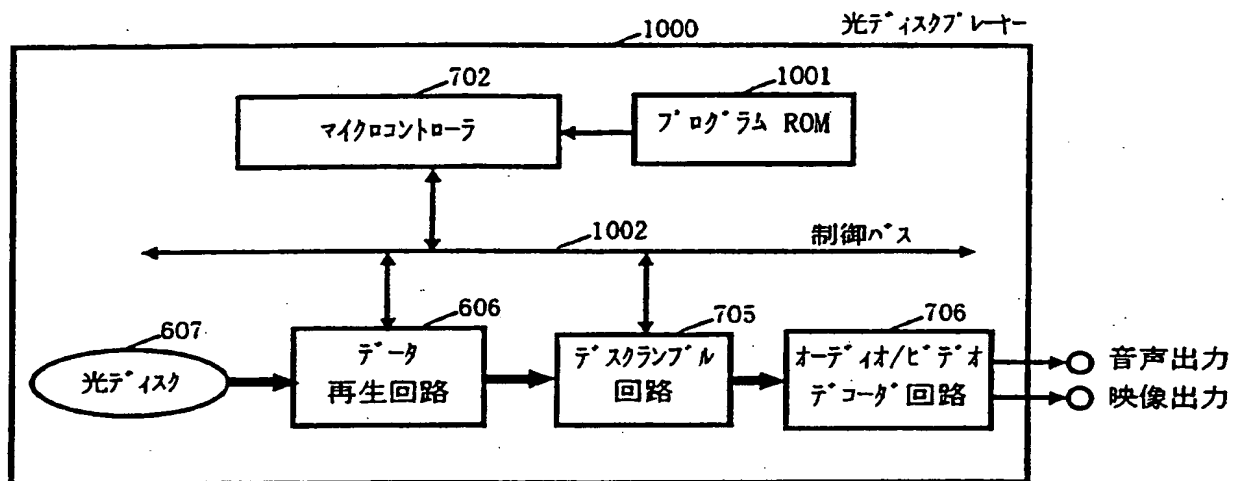 1000
光ディスクプレーヤー
702
1001
マイクロコントローラ
プログラム ROM
1002
制御バス
606
705
706
607
光ディスク
データ
再生回路
デスクランブル
回路
オーディオ/ビデオ
デコーダ回路
音声出力
映像出力